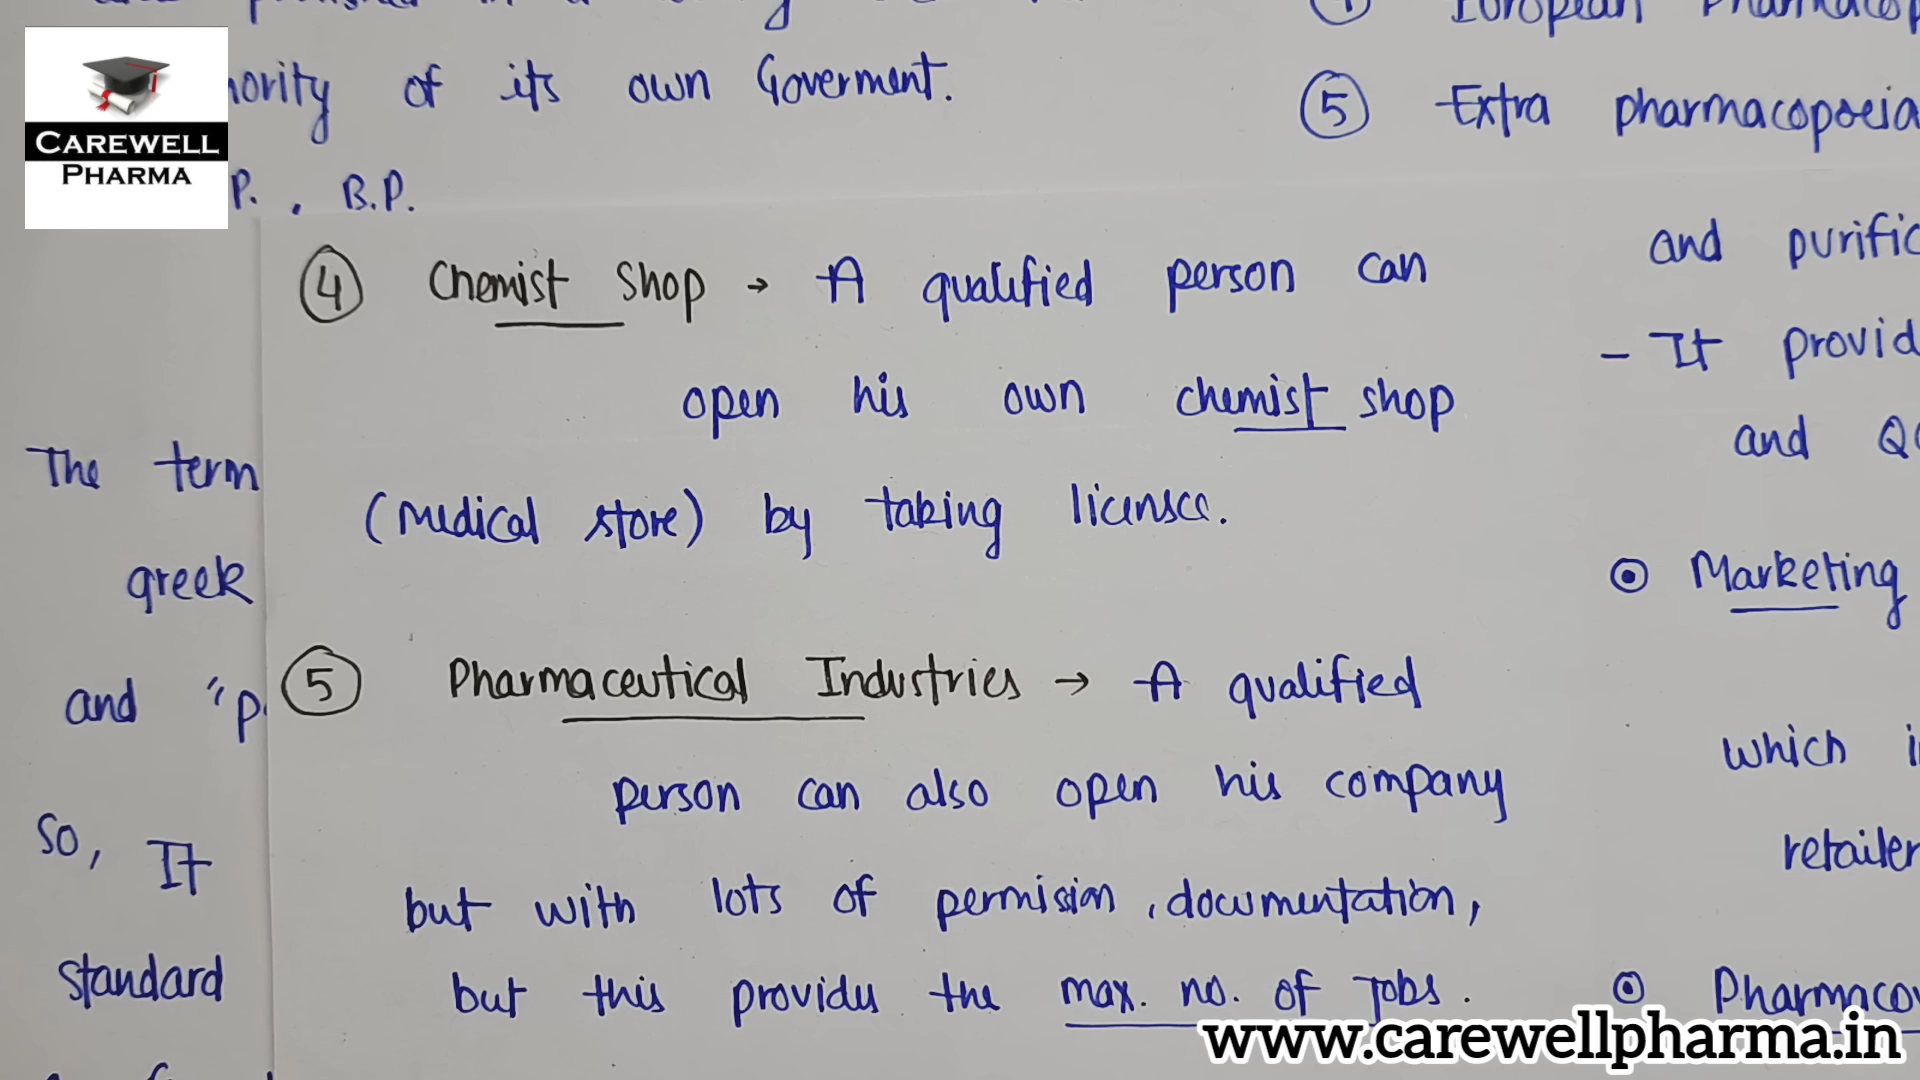 hority of its own Goverment.
P. , B.P.
CAREWELL
PHARMA
European Pharmacop
5 Extra pharmacopoeia
4 Chemist Shop → A qualified person can
open his own chemist shop
(medical store) by taking licensce.
5 Pharmaceutical Industries → A qualified
person can also open his company
but with lots of permision, documentation,
but this provides the max. no. of Jobs.
The term
greek
and "p
so, It
standard
and purific
- It provid
and Q
Marketing
which i
retailer
Pharmacov
www.carewellpharma.in